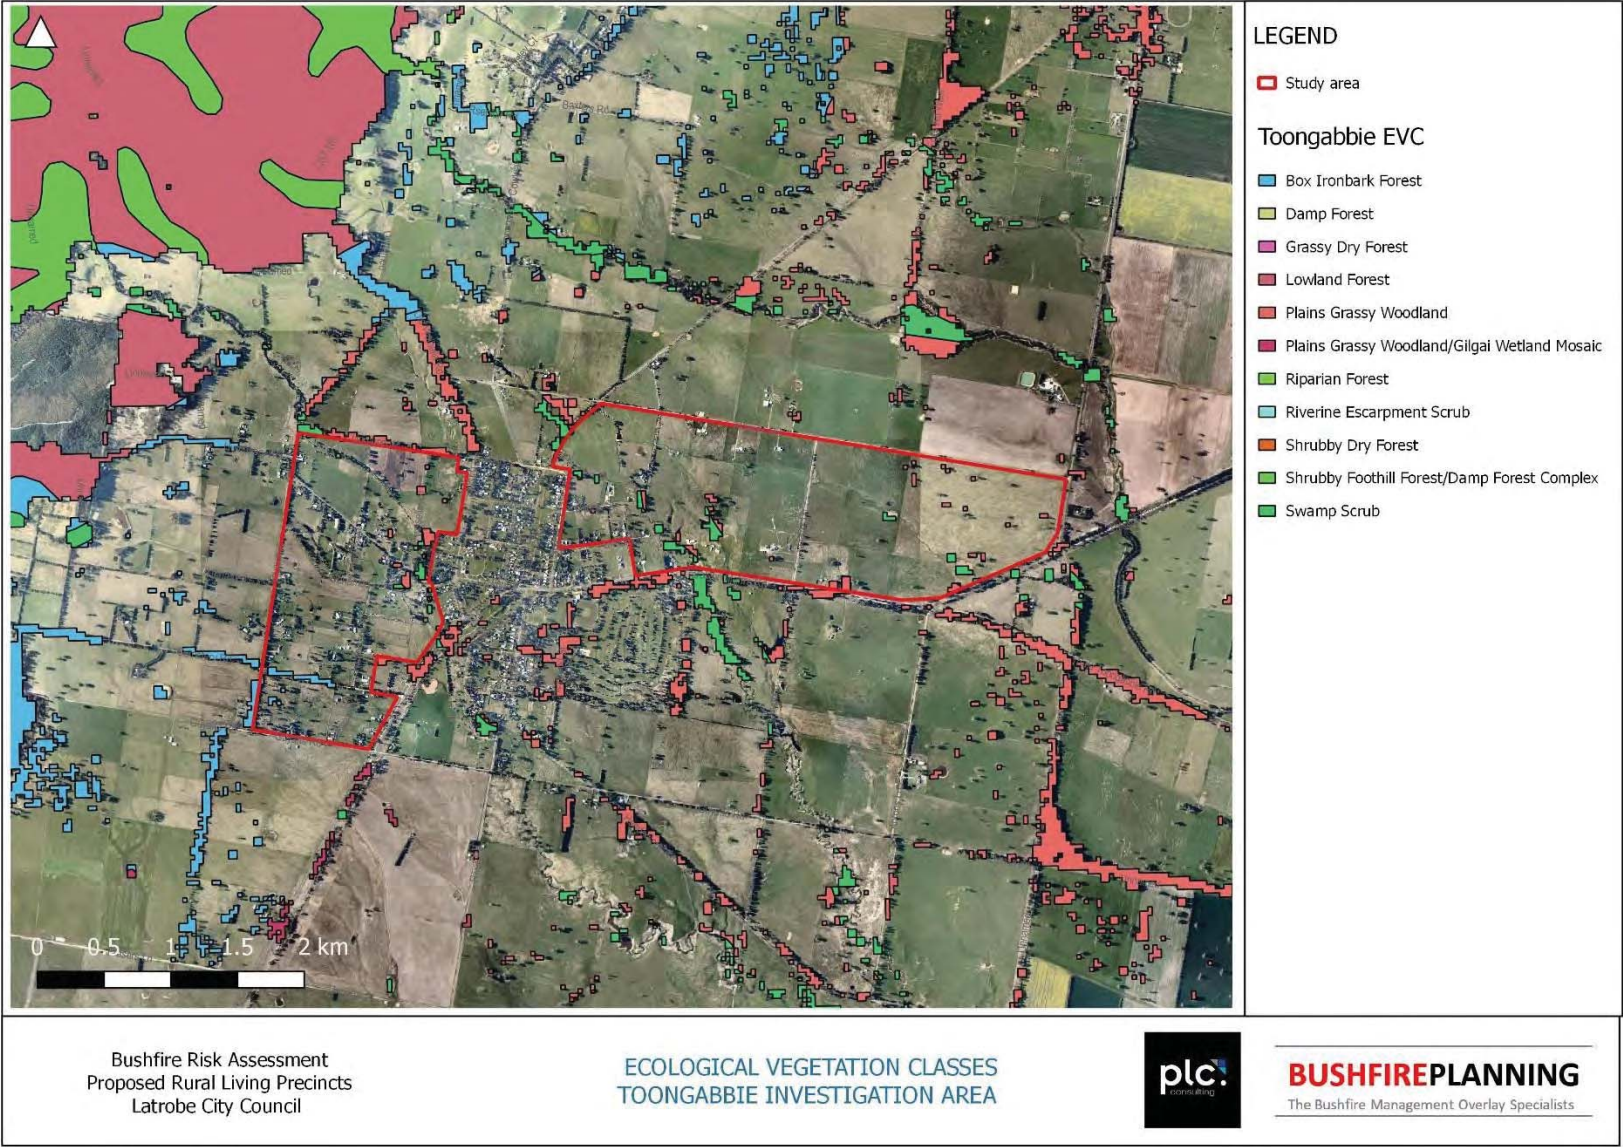 Baxters Rd
0 0.5 1 1.5 2 km
LEGEND
Study area
Toongabbie EVC
Box Ironbark Forest
Damp Forest
Grassy Dry Forest
Lowland Forest
Plains Grassy Woodland
Plains Grassy Woodland/Gilgai Wetland Mosaic
Riparian Forest
Riverine Escarpment Scrub
Shrubby Dry Forest
Shrubby Foothill Forest/Damp Forest Complex
Swamp Scrub
Bushfire Risk Assessment
Proposed Rural Living Precincts
Latrobe City Council
ECOLOGICAL VEGETATION CLASSES
TOONGABBIE INVESTIGATION AREA
plc.
consulting
BUSHFIREPLANNING
The Bushfire Management Overlay Specialists